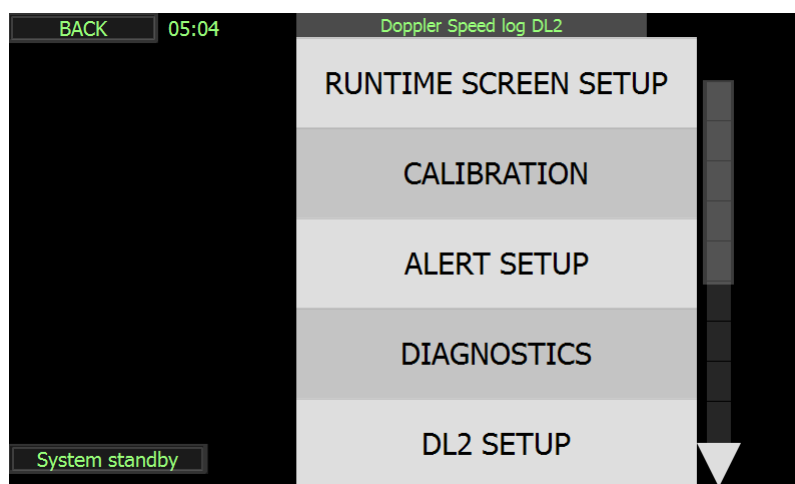 BACK 05:04 Doppler Speed log DL2
RUNTIME SCREEN SETUP
CALIBRATION
ALERT SETUP
DIAGNOSTICS
DL2 SETUP
System standby